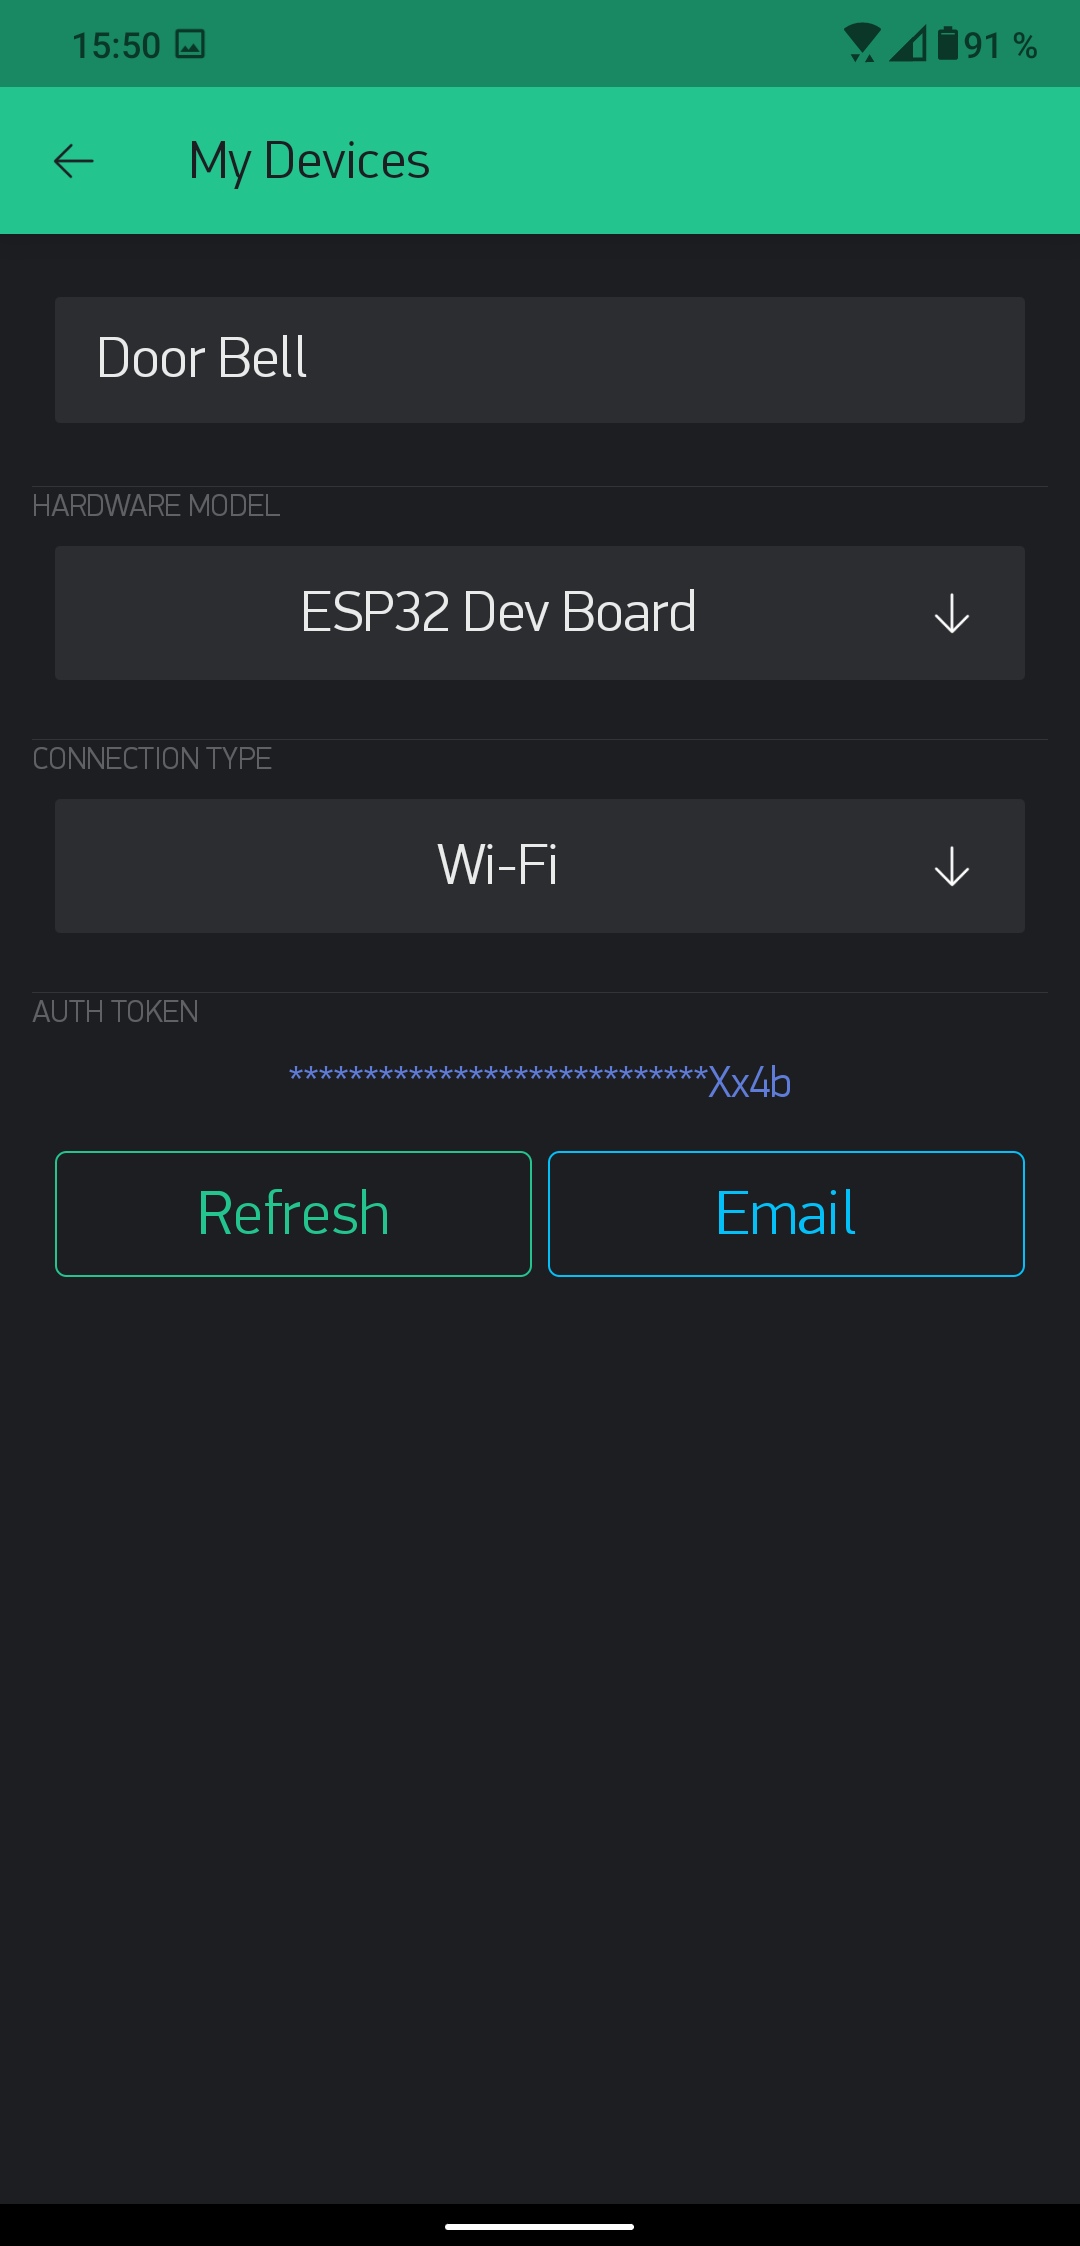 15:50 91 %
My Devices
Door Bell
HARDWARE MODEL
ESP32 Dev Board
CONNECTION TYPE
Wi-Fi
AUTH TOKEN
****************************Xx4b
Refresh Email